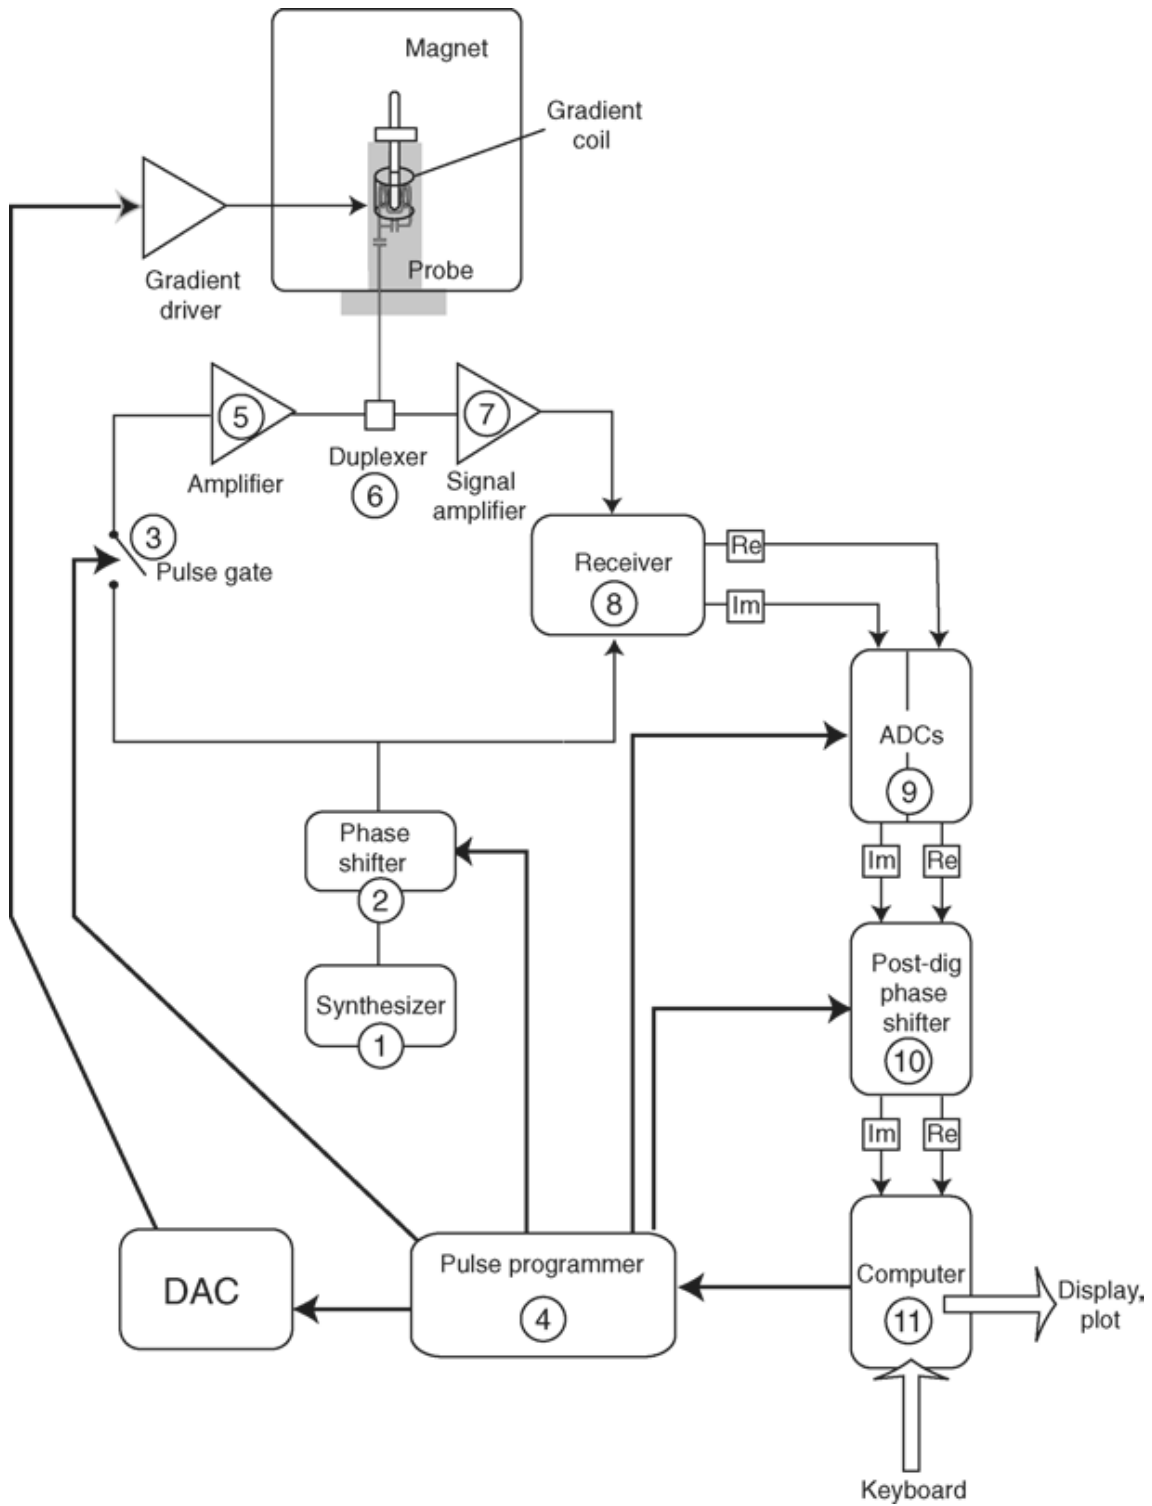 Magnet
Gradient
coil
Gradient
driver
Probe
5
Amplifier
Duplexer
6
7
Signal
amplifier
3
Pulse gate
Receiver
8
Re
Im
ADCs
9
Im
Re
Phase
shifter
2
Synthesizer
1
Post-dig
phase
shifter
10
Im
Re
DAC
Pulse programmer
4
Computer
11
Display,
plot
Keyboard